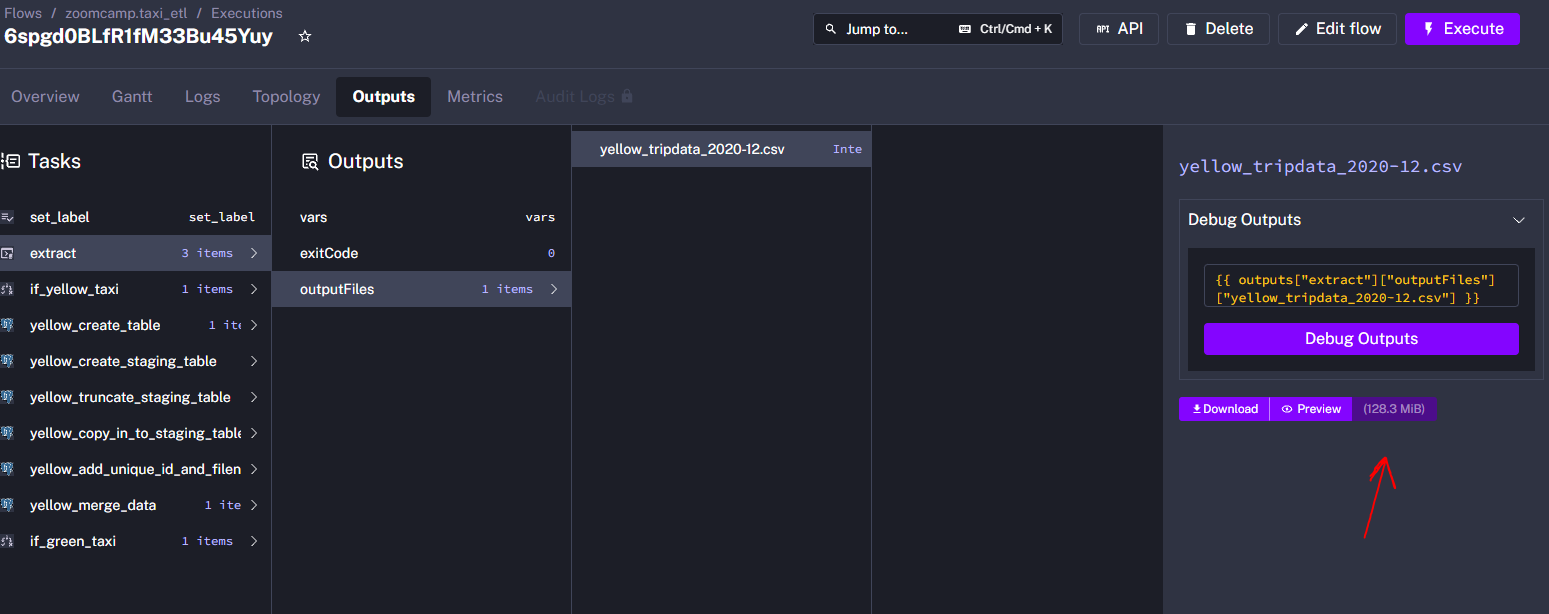 Flows / zoomcamp.taxi_etl / Executions
6spgd0BLfR1fM33Bu45Yuy
Jump to... Ctrl/Cmd + K
API API
Delete
Edit flow
Execute
Overview Gantt Logs Topology Outputs Metrics Audit Logs
Tasks
set_label set_label
extract 3 items
if_yellow_taxi 1 items
yellow_create_table 1 ite
yellow_create_staging_table
yellow_truncate_staging_table
yellow_copy_in_to_staging_table
yellow_add_unique_id_and_filen
yellow_merge_data 1 ite
if_green_taxi 1 items
Outputs
vars vars
exitCode 0
outputFiles 1 items
yellow_tripdata_2020-12.csv Inte
yellow_tripdata_2020-12.csv
Debug Outputs
{{ outputs["extract"]["outputFiles"]
["yellow_tripdata_2020-12.csv"] }}
Debug Outputs
Download Preview (128.3 MiB)